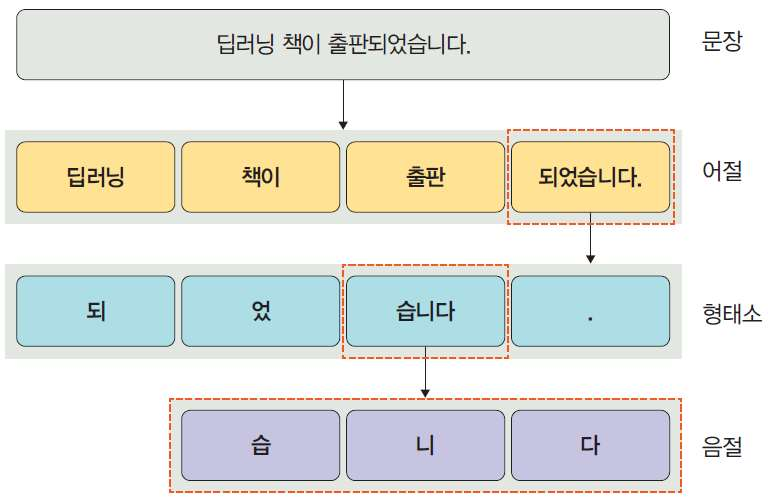 딥러닝 책이 출판되었습니다. 문장
딥러닝 책이 출판 되었습니다. 어절
되 었 습니다 . 형태소
습 니 다 음절